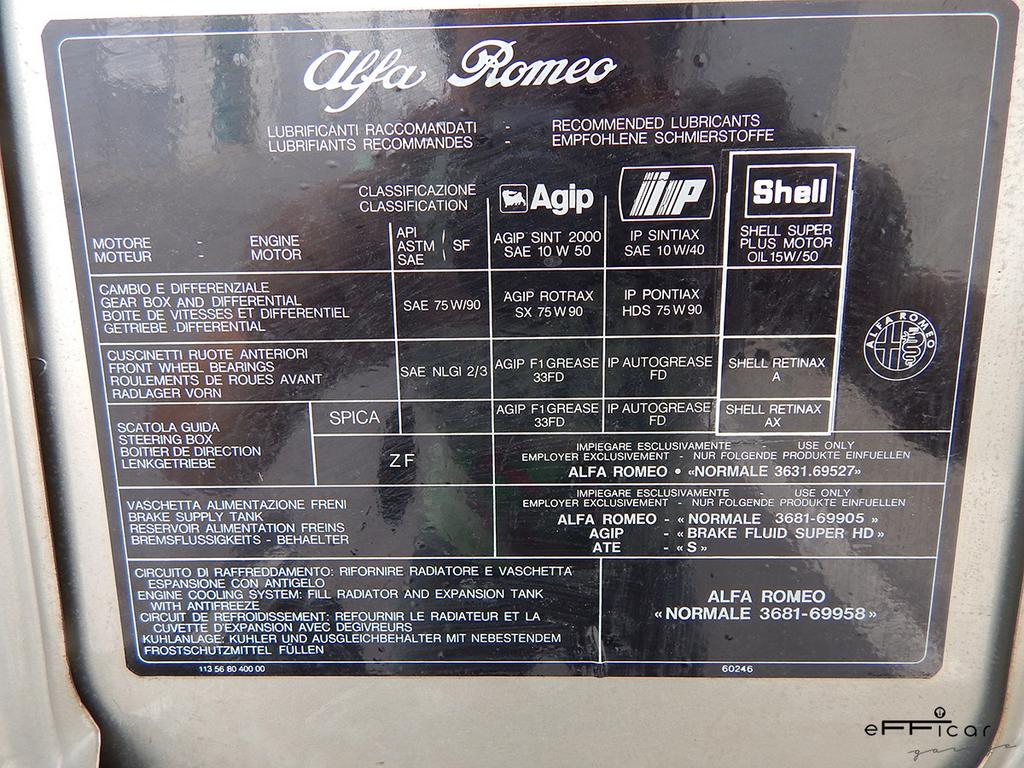 Alfa Romeo
LUBRIFICANTI RACCOMANDATI - RECOMMENDED LUBRICANTS
LUBRIFIANTS RECOMMANDES - EMPFOHLENE SCHMIERSTOFFE
CLASSIFICAZIONE
CLASSIFICATION
Agip
IP
Shell
MOTORE - ENGINE
MOTEUR - MOTOR
API
ASTM
SAE
SF
AGIP SINT 2000
SAE 10 W 50
IP SINTIAX
SAE 10 W/40
SHELL SUPER
PLUS MOTOR
OIL 15W/50
CAMBIO E DIFFERENZIALE
GEAR BOX AND DIFFERENTIAL
BOITE DE VITESSES ET DIFFERENTIEL
GETRIEBE - DIFFERENTIAL
SAE 75 W/90
AGIP ROTRAX
SX 75 W 90
IP PONTIAX
HDS 75 W 90
CUSCINETTI RUOTE ANTERIORI
FRONT WHEEL BEARINGS
ROULEMENTS DE ROUES AVANT
RADLAGER VORN
SAE NLGI 2/3
AGIP F1 GREASE
33FD
IP AUTOGREASE
FD
SHELL RETINAX
A
ALFA ROMEO
SCATOLA GUIDA
STEERING BOX
BOITIER DE DIRECTION
LENKGETRIEBE
SPICA
AGIP F1 GREASE
33FD
IP AUTOGREASE
FD
SHELL RETINAX
AX
ZF
IMPIEGARE ESCLUSIVAMENTE - USE ONLY
EMPLOYER EXCLUSIVEMENT - NUR FOLGENDE PRODUKTE EINFUELLEN
ALFA ROMEO • «NORMALE 3631.69527»
VASCHETTA ALIMENTAZIONE FRENI
BRAKE SUPPLY TANK
RESERVOIR ALIMENTATION FREINS
BREMSFLUSSIGKEITS - BEHAELTER
IMPIEGARE ESCLUSIVAMENTE - USE ONLY
EMPLOYER EXCLUSIVEMENT - NUR FOLGENDE PRODUKTE EINFUELLEN
ALFA ROMEO - «NORMALE 3681-69905»
AGIP - «BRAKE FLUID SUPER HD»
ATE - «S»
CIRCUITO DI RAFFREDDAMENTO: RIFORNIRE RADIATORE E VASCHETTA
ESPANSIONE CON ANTIGELO
ENGINE COOLING SYSTEM: FILL RADIATOR AND EXPANSION TANK
WITH ANTIFREEZE
CIRCUIT DE REFROIDISSEMENT: REFOURNIR LE RADIATEUR ET LA
CUVETTE D'EXPANSION AVEC DEGIVREURS
KUHLANLAGE: KUHLER UND AUSGLEICHBEHALTER MIT NEBESTENDEM
FROSTSCHUTZMITTEL FÜLLEN
ALFA ROMEO
«NORMALE 3681-69958»
113 56 80 400 00
60246
eFFicar
garage